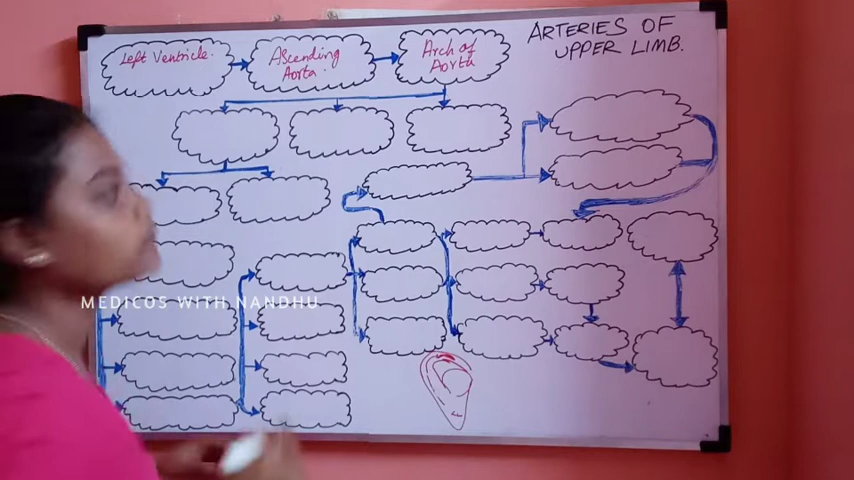 ARTERIES OF
UPPER LIMB.
Left Ventricle.
Ascending
Aorta.
Arch of
Aorta
MEDICOS WITH NANDHU